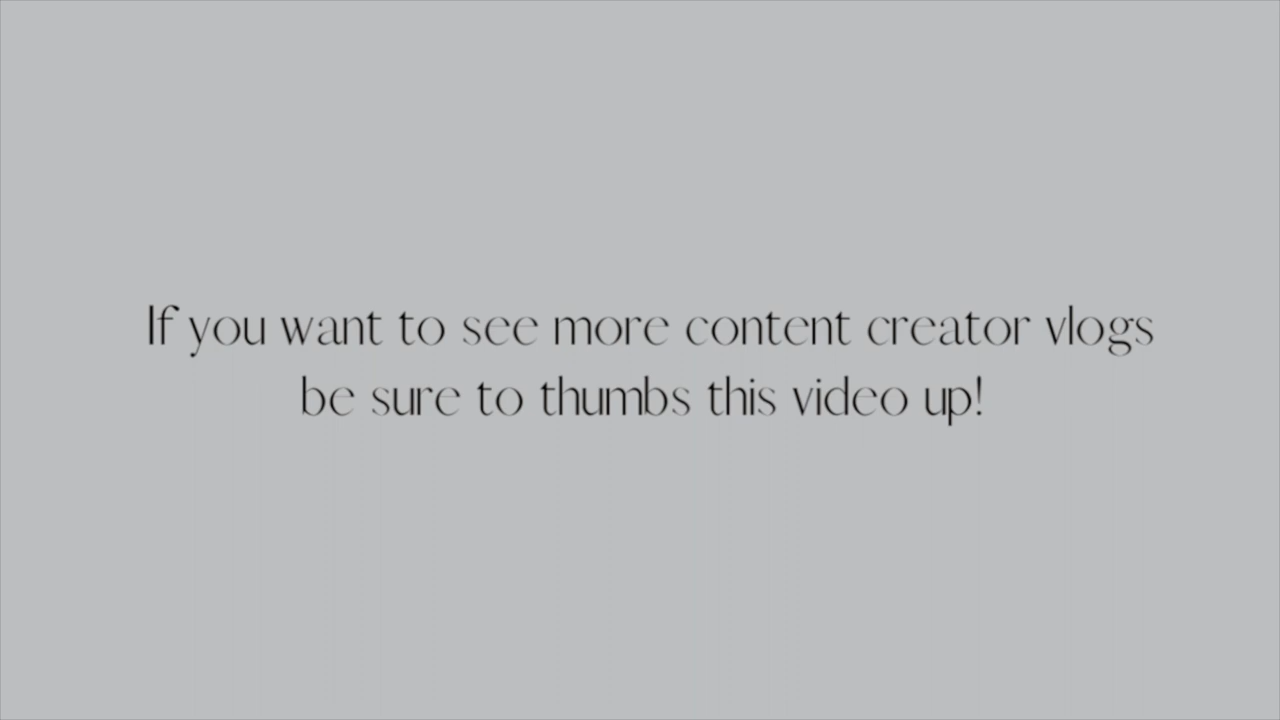 If you want to see more content creator vlogs
be sure to thumbs this video up!